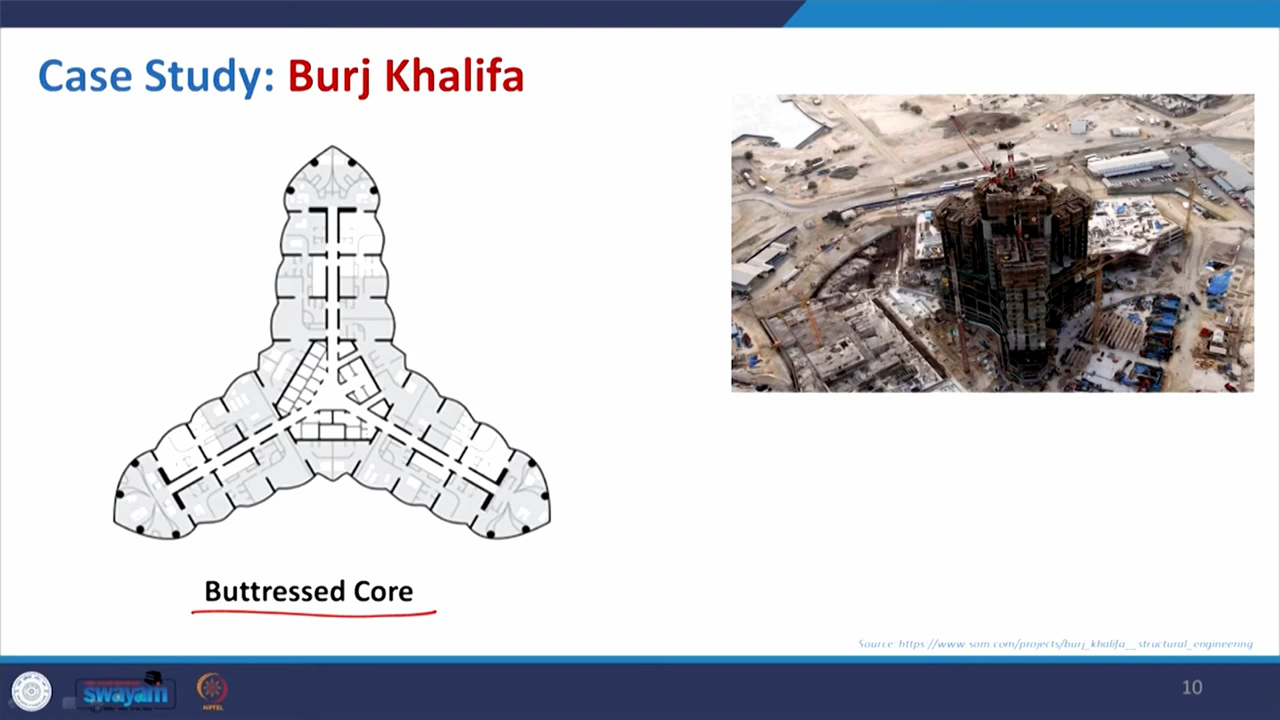 Case Study: Burj Khalifa
Buttressed Core
Source: https://www.som.com/projects/burj_khalifa__structural_engineering
swayam
NPTEL
10